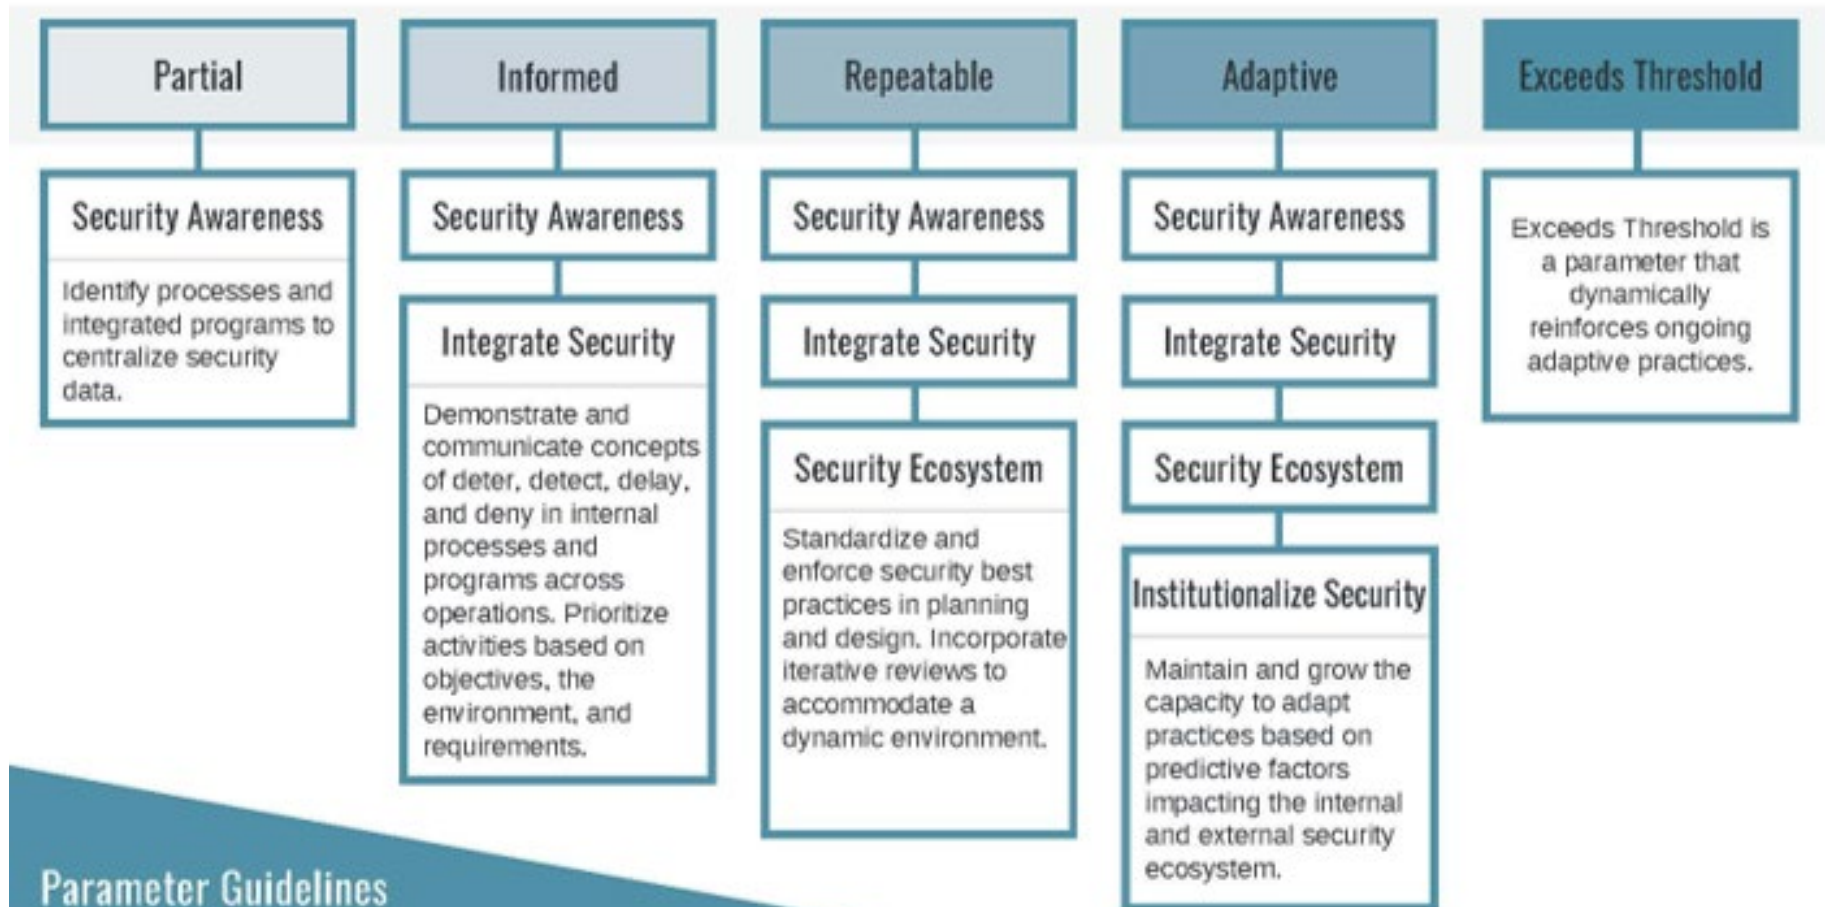 Partial
Security Awareness
Identify processes and
integrated programs to
centralize security
data.
Informed
Security Awareness
Integrate Security
Demonstrate and
communicate concepts
of deter, detect, delay,
and deny in internal
processes and
programs across
operations. Prioritize
activities based on
objectives, the
environment, and
requirements.
Repeatable
Security Awareness
Integrate Security
Security Ecosystem
Standardize and
enforce security best
practices in planning
and design. Incorporate
iterative reviews to
accommodate a
dynamic environment.
Adaptive
Security Awareness
Integrate Security
Security Ecosystem
Institutionalize Security
Maintain and grow the
capacity to adapt
practices based on
predictive factors
impacting the internal
and external security
ecosystem.
Exceeds Threshold
Exceeds Threshold is
a parameter that
dynamically
reinforces ongoing
adaptive practices.
Parameter Guidelines